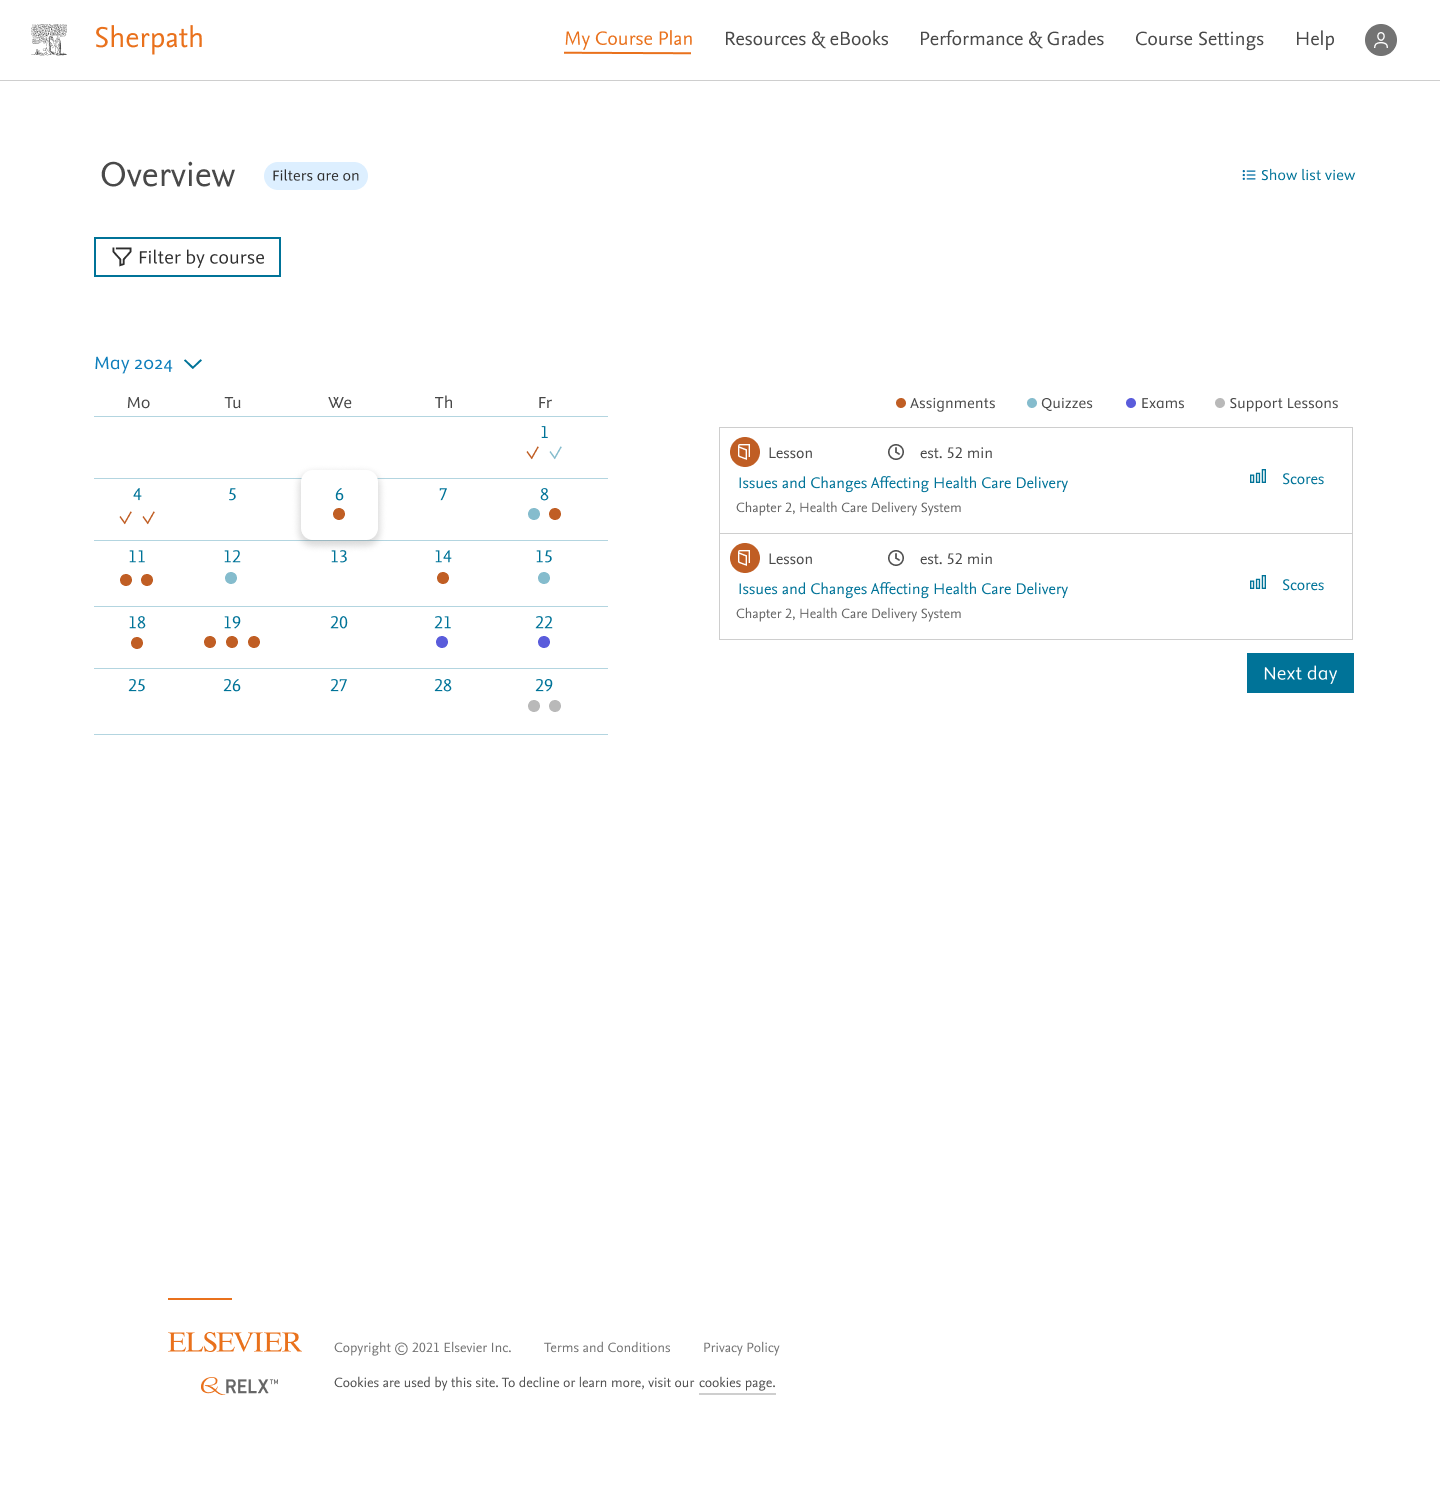 Sherpath
My Course Plan
Resources & eBooks
Performance & Grades
Course Settings
Help
Overview
Filters are on
Show list view
Filter by course
May 2024
Mo Tu We Th Fr
1
4 5 6 7 8
11 12 13 14 15
18 19 20 21 22
25 26 27 28 29
Assignments Quizzes Exams Support Lessons
Lesson est. 52 min
Issues and Changes Affecting Health Care Delivery
Scores
Chapter 2, Health Care Delivery System
Lesson est. 52 min
Issues and Changes Affecting Health Care Delivery
Scores
Chapter 2, Health Care Delivery System
Next day
ELSEVIER
Copyright © 2021 Elsevier Inc. Terms and Conditions Privacy Policy
RELX™
Cookies are used by this site. To decline or learn more, visit our cookies page.